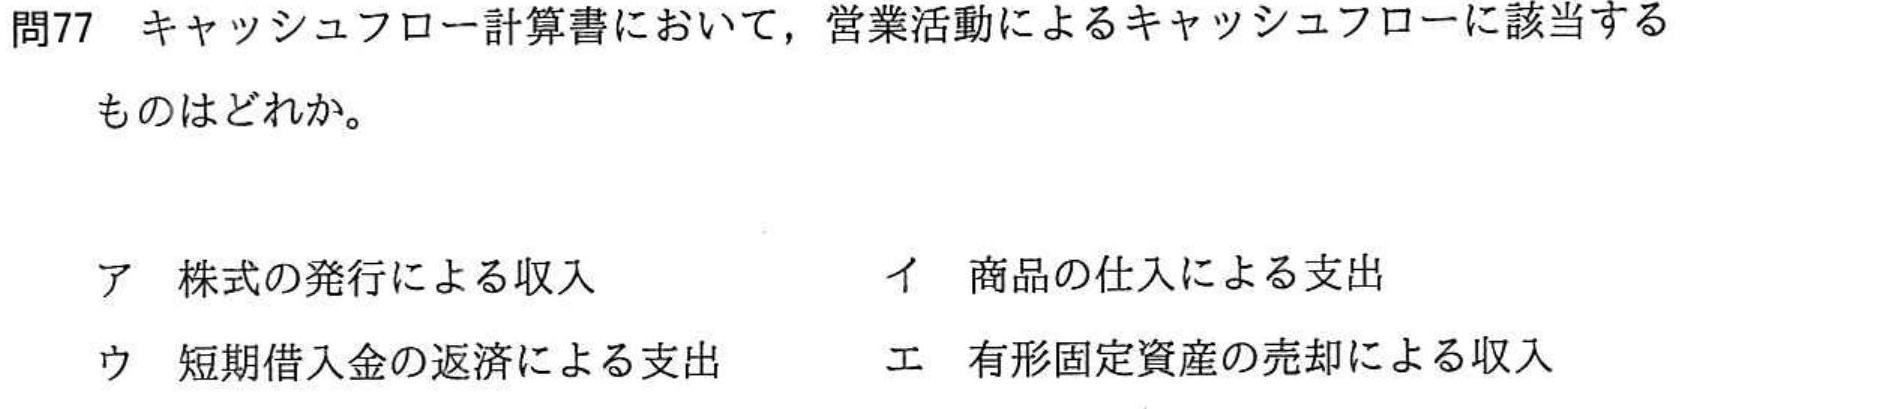 問77　キャッシュフロー計算書において，営業活動によるキャッシュフローに該当する
ものはどれか。
ア　株式の発行による収入　イ　商品の仕入による支出
ウ　短期借入金の返済による支出　エ　有形固定資産の売却による収入